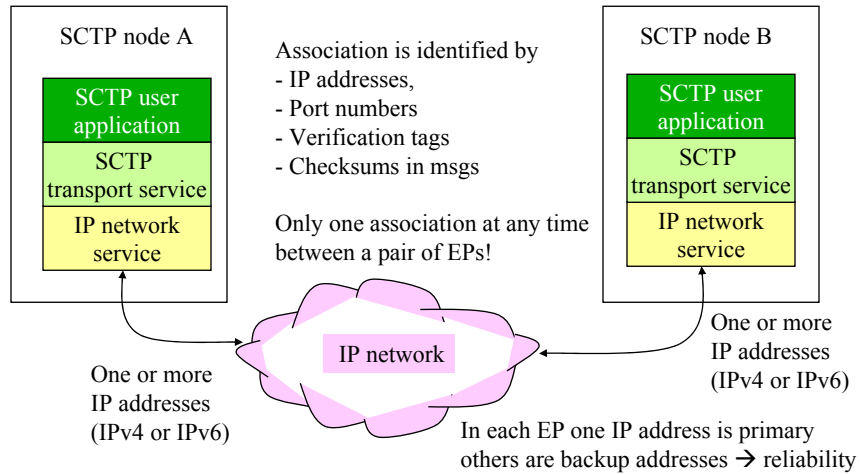 SCTP node A
SCTP user
application
SCTP
transport service
IP network
service
Association is identified by
- IP addresses,
- Port numbers
- Verification tags
- Checksums in msgs
Only one association at any time
between a pair of EPs!
SCTP node B
SCTP user
application
SCTP
transport service
IP network
service
IP network
One or more
IP addresses
(IPv4 or IPv6)
One or more
IP addresses
(IPv4 or IPv6)
In each EP one IP address is primary
others are backup addresses → reliability